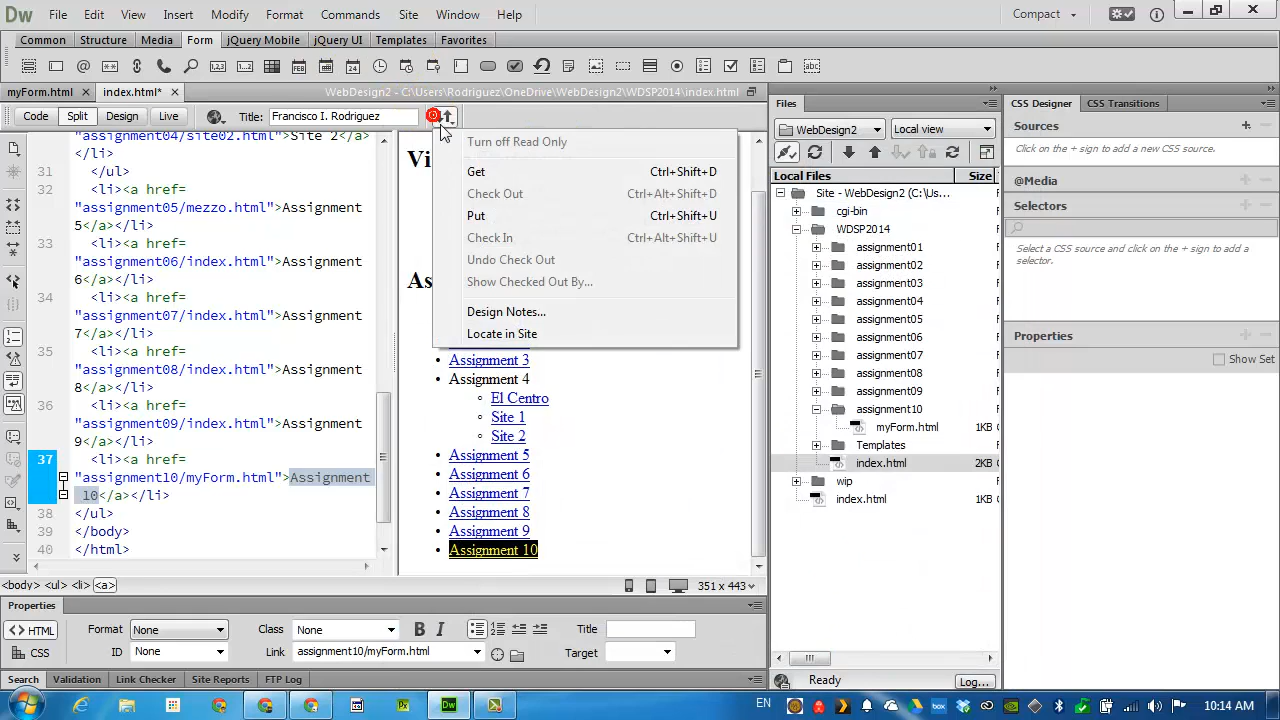 Dw File Edit View Insert Modify Format Commands Site Window Help Compact
Common Structure Media Form jQuery Mobile jQuery UI Templates Favorites
myForm.html index.html* WebDesign2 - C:\Users\Rodriguez\OneDrive\WebDesign2\WDSP2014\index.html
Code Split Design Live Title: Francisco I. Rodriguez
"assignment04/site02.html">Site 2</a>
</li>
31 </ul>
32 <li><a href=
"assignment05/mezzo.html">Assignment
5</a></li>
33 <li><a href=
"assignment06/index.html">Assignment
6</a></li>
34 <li><a href=
"assignment07/index.html">Assignment
7</a></li>
35 <li><a href=
"assignment08/index.html">Assignment
8</a></li>
36 <li><a href=
"assignment09/index.html">Assignment
9</a></li>
37 <li><a href=
"assignment10/myForm.html">Assignment
10</a></li>
38 </ul>
39 </body>
40 </html>
Vi
As
Turn off Read Only
Get Ctrl+Shift+D
Check Out Ctrl+Alt+Shift+D
Put Ctrl+Shift+U
Check In Ctrl+Alt+Shift+U
Undo Check Out
Show Checked Out By...
Design Notes...
Locate in Site
Assignment 3
Assignment 4
El Centro
Site 1
Site 2
Assignment 5
Assignment 6
Assignment 7
Assignment 8
Assignment 9
Assignment 10
<body> <ul> <li> <a> 351 x 443
Properties
<> HTML Format None Class None B I Title
CSS ID None Link assignment10/myForm.html Target
Search Validation Link Checker Site Reports FTP Log
Files
WebDesign2 Local view
Local Files Size
Site - WebDesign2 (C:\Us...
cgi-bin
WDSP2014
assignment01
assignment02
assignment03
assignment04
assignment05
assignment06
assignment07
assignment08
assignment09
assignment10
myForm.html 1KB
Templates
index.html 2KB
wip
index.html 1KB
Ready Log...
CSS Designer CSS Transitions
Sources
Click on the + sign to add a new CSS source.
@Media
Selectors
Select a CSS source and click on the + sign to add a
selector.
Properties
Show Set
EN 10:14 AM